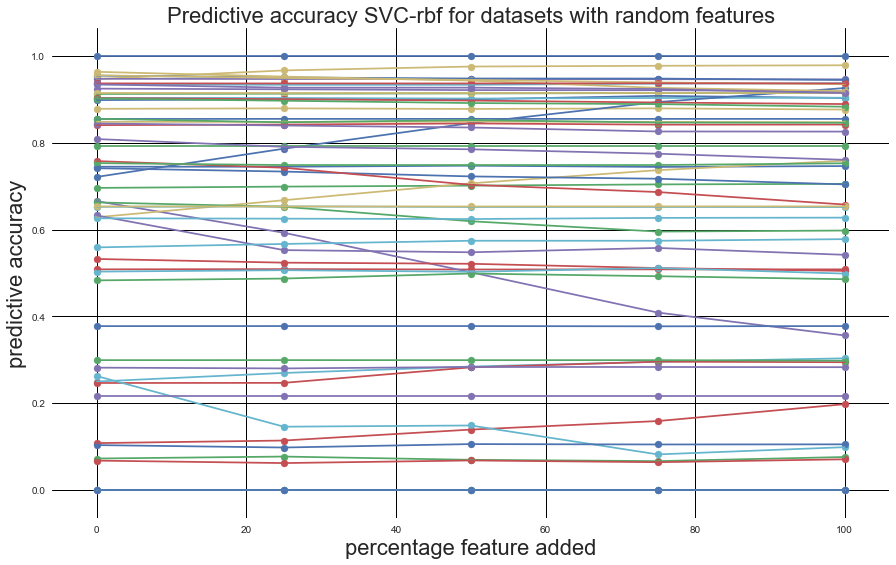 Predictive accuracy SVC-rbf for datasets with random features
predictive accuracy
1.0
0.8
0.6
0.4
0.2
0.0
0 20 40 60 80 100
percentage feature added